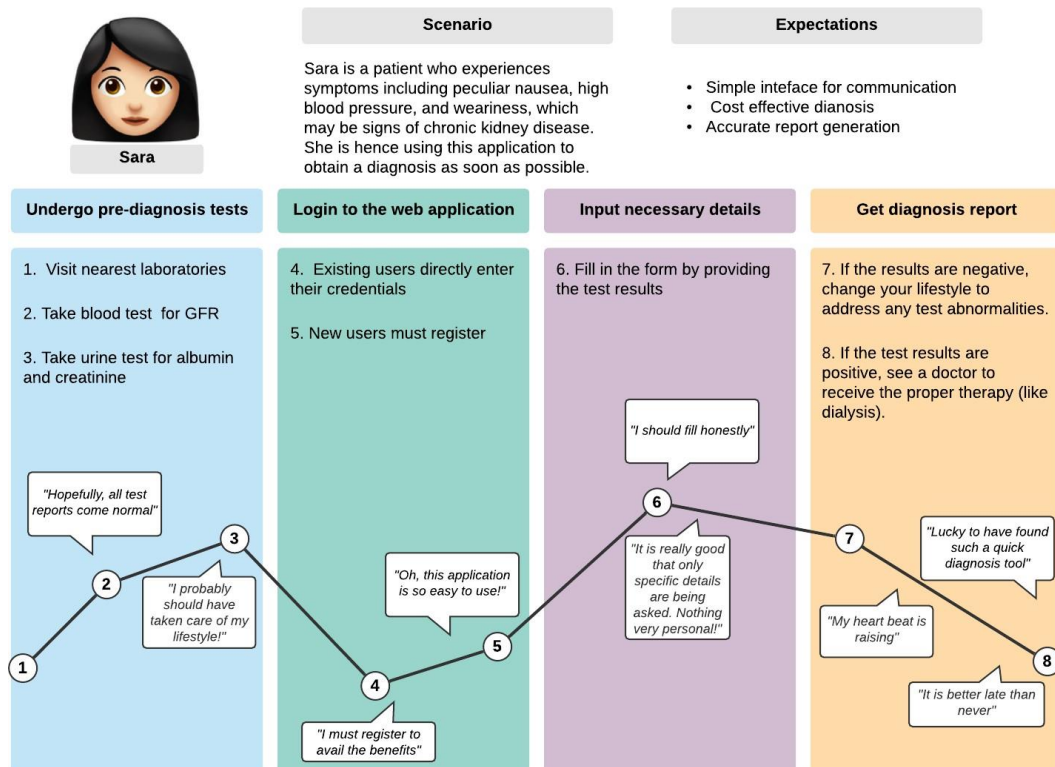 Scenario
Expectations
Sara is a patient who experiences
symptoms including peculiar nausea, high
blood pressure, and weariness, which
may be signs of chronic kidney disease.
She is hence using this application to
obtain a diagnosis as soon as possible.
• Simple inteface for communication
• Cost effective dianosis
• Accurate report generation
Sara
Undergo pre-diagnosis tests
Login to the web application
Input necessary details
Get diagnosis report
1. Visit nearest laboratories
2. Take blood test for GFR
3. Take urine test for albumin
and creatinine
4. Existing users directly enter
their credentials
5. New users must register
6. Fill in the form by providing
the test results
7. If the results are negative,
change your lifestyle to
address any test abnormalities.
8. If the test results are
positive, see a doctor to
receive the proper therapy (like
dialysis).
"Hopefully, all test
reports come normal"
"I probably
should have
taken care of my
lifestyle!"
"Oh, this application
is so easy to use!"
"I must register to
avail the benefits"
"I should fill honestly"
"It is really good
that only
specific details
are being
asked. Nothing
very personal!"
"Lucky to have found
such a quick
diagnosis tool"
"My heart beat is
raising"
"It is better late than
never"
1
2
3
4
5
6
7
8